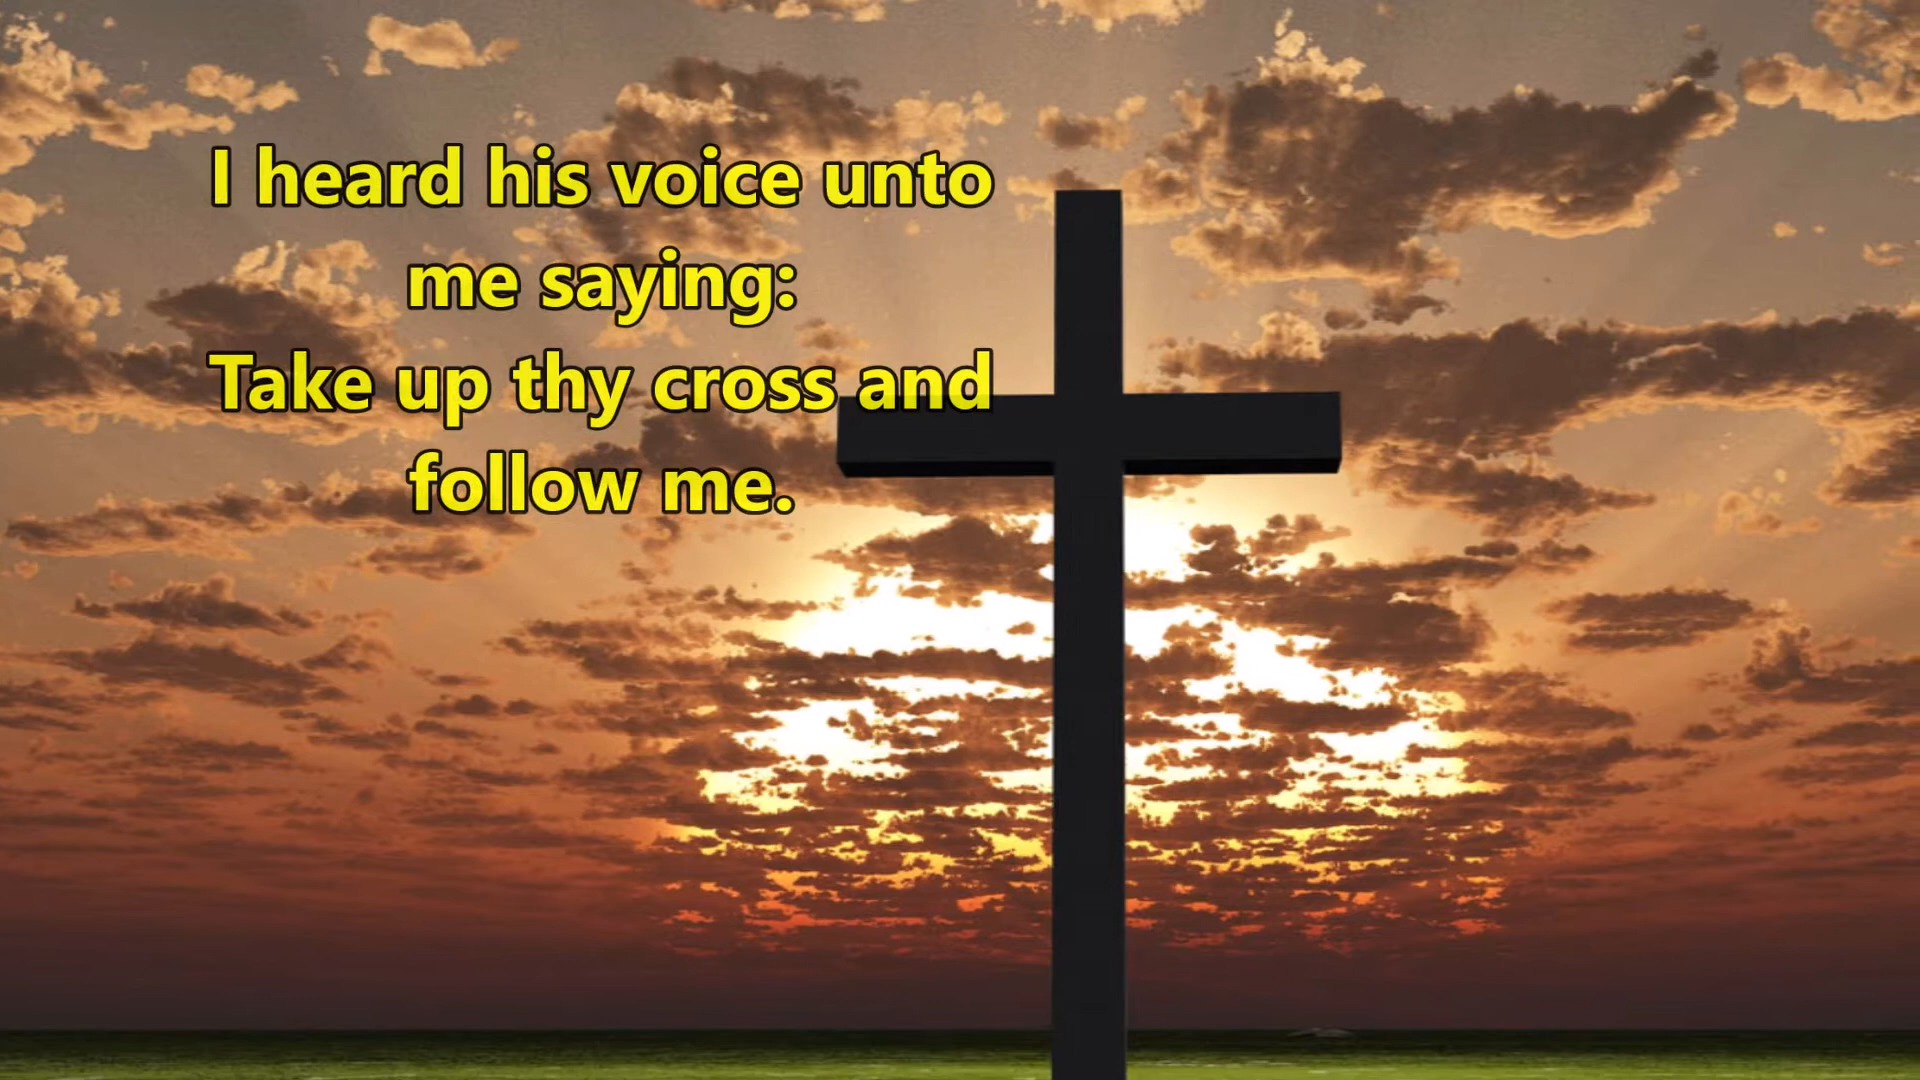 I heard his voice unto
me saying:
Take up thy cross and
follow me.